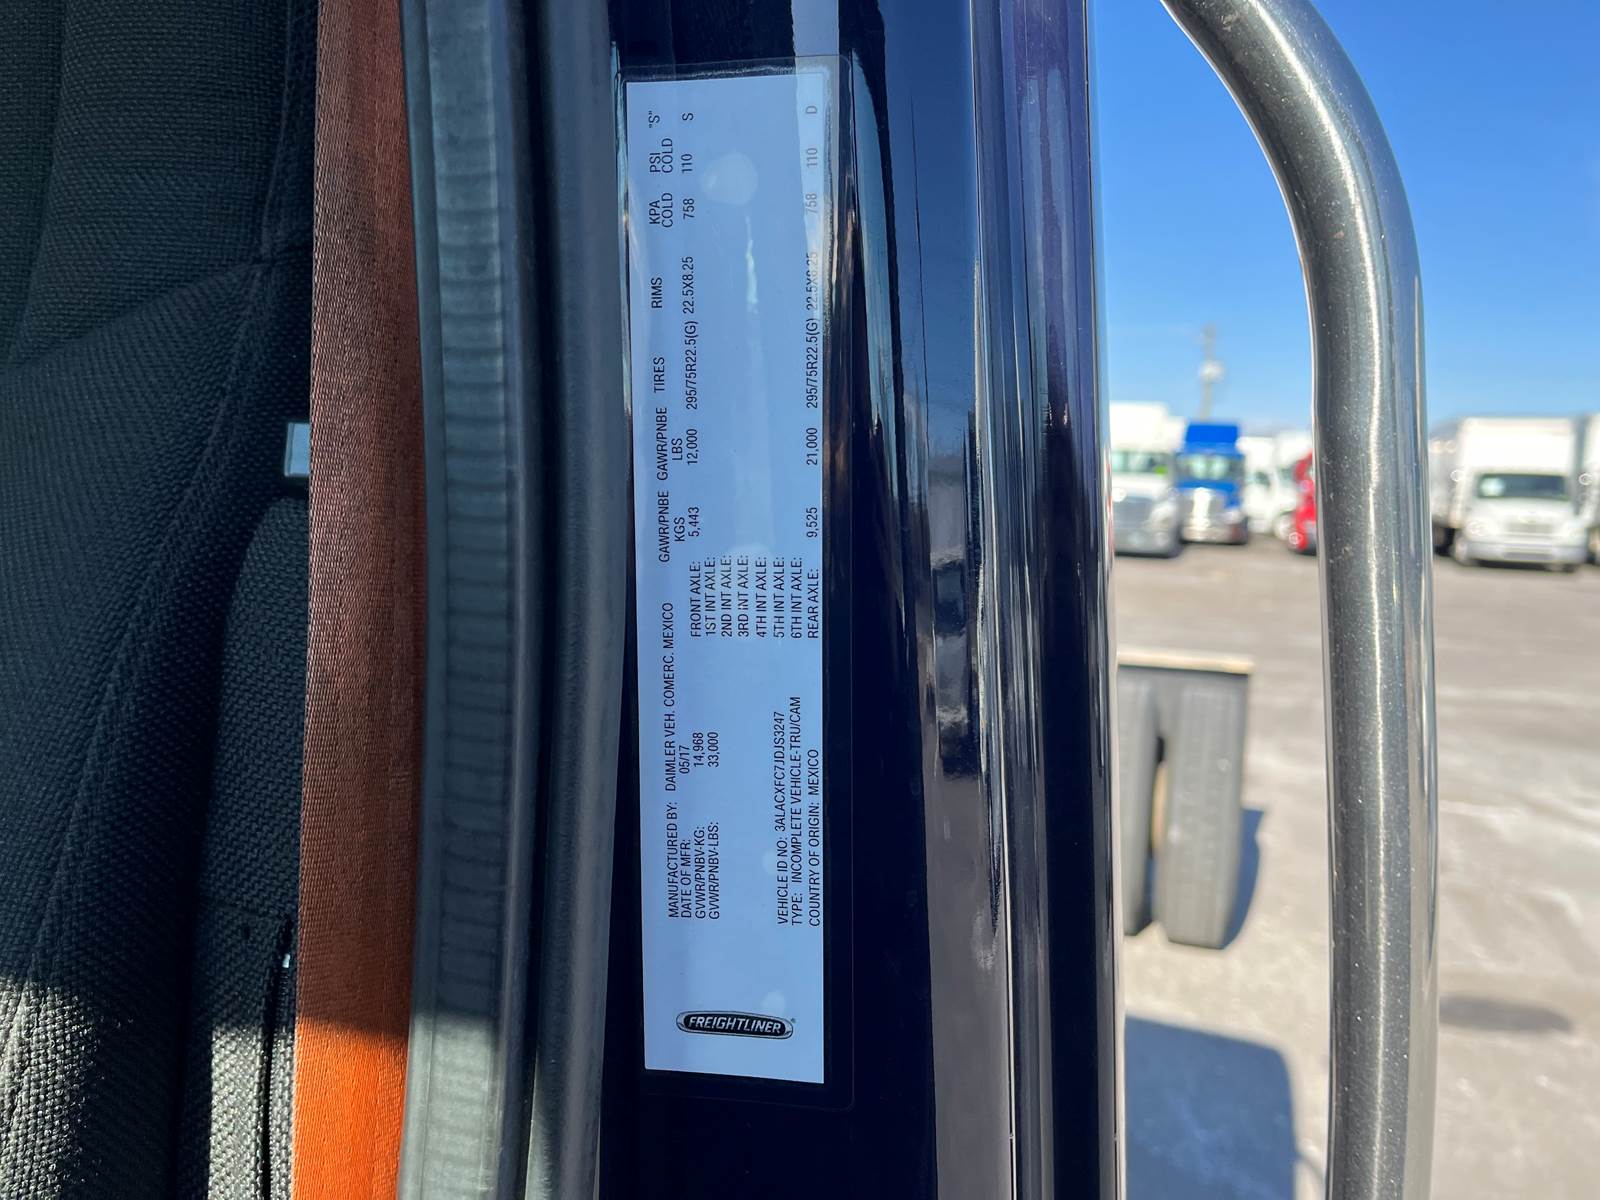 FREIGHTLINER
MANUFACTURED BY: DAIMLER VEH. COMERC. MEXICO
DATE OF MFR: 05/17
GVWR/PNBV-KG: 14,968
GVWR/PNBV-LBS: 33,000
VEHICLE ID NO: 3ALACXFC7JDJS3247
TYPE: INCOMPLETE VEHICLE-TRU/CAM
COUNTRY OF ORIGIN: MEXICO
GAWR/PNBE GAWR/PNBE TIRES RIMS KPA PSI "S"
KGS LBS COLD COLD
FRONT AXLE: 5,443 12,000 295/75R22.5(G) 22.5X8.25 758 110 S
1ST INT AXLE:
2ND INT AXLE:
3RD INT AXLE:
4TH INT AXLE:
5TH INT AXLE:
6TH INT AXLE:
REAR AXLE: 9,525 21,000 295/75R22.5(G) 22.5X8.25 758 110 D